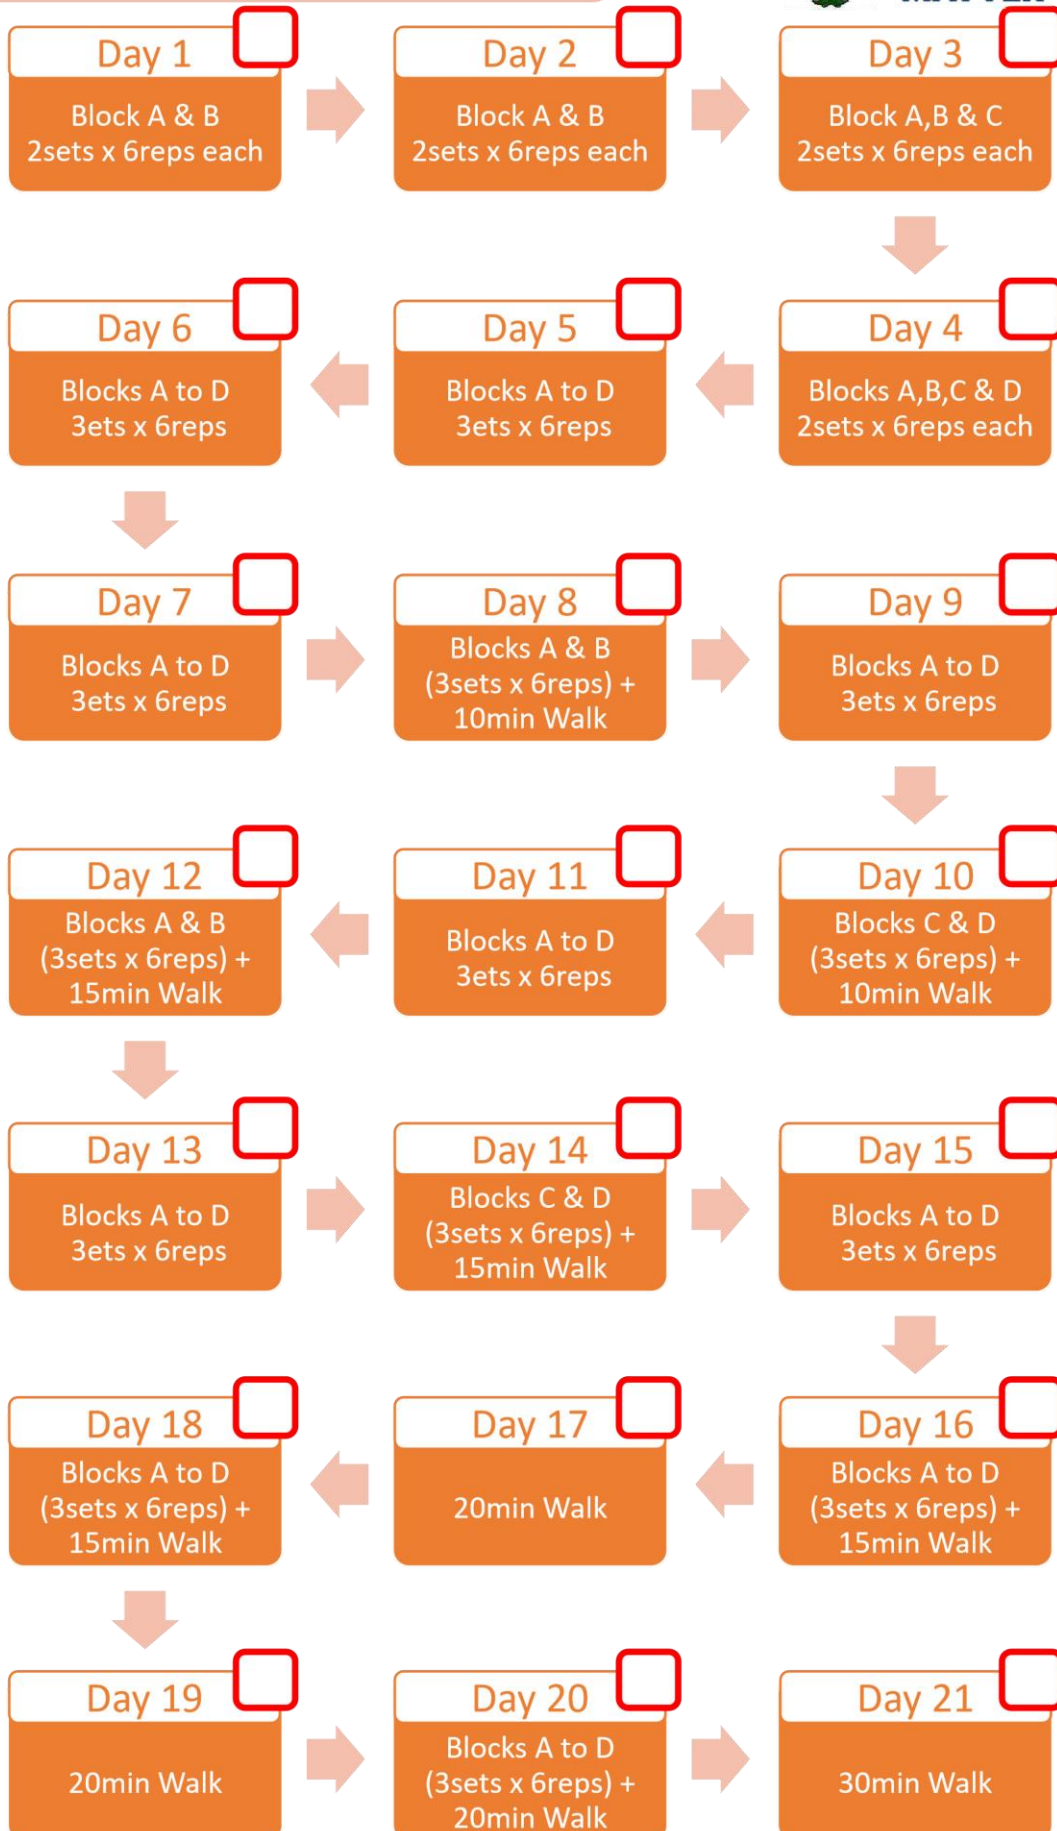 Day 1
Block A & B
2sets x 6reps each
Day 2
Block A & B
2sets x 6reps each
Day 3
Block A,B & C
2sets x 6reps each
Day 4
Blocks A,B,C & D
2sets x 6reps each
Day 5
Blocks A to D
3ets x 6reps
Day 6
Blocks A to D
3ets x 6reps
Day 7
Blocks A to D
3ets x 6reps
Day 8
Blocks A & B
(3sets x 6reps) +
10min Walk
Day 9
Blocks A to D
3ets x 6reps
Day 10
Blocks C & D
(3sets x 6reps) +
10min Walk
Day 11
Blocks A to D
3ets x 6reps
Day 12
Blocks A & B
(3sets x 6reps) +
15min Walk
Day 13
Blocks A to D
3ets x 6reps
Day 14
Blocks C & D
(3sets x 6reps) +
15min Walk
Day 15
Blocks A to D
3ets x 6reps
Day 16
Blocks A to D
(3sets x 6reps) +
15min Walk
Day 17
20min Walk
Day 18
Blocks A to D
(3sets x 6reps) +
15min Walk
Day 19
20min Walk
Day 20
Blocks A to D
(3sets x 6reps) +
20min Walk
Day 21
30min Walk